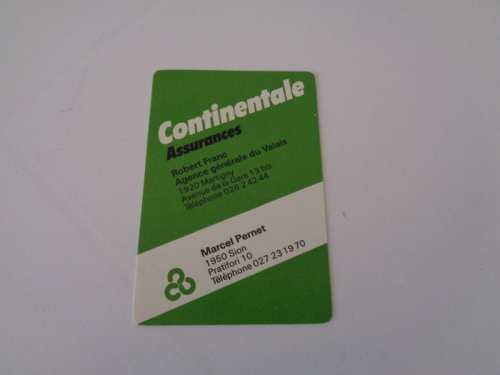 Continentale
Assurances
Robert Franc
Agence générale du Valais
1920 Martigny
Avenue de la Gare 13 bis
Téléphone 026 2 42 44
Marcel Pernet
1950 Sion
Pratifori 10
Téléphone 027 23 19 70